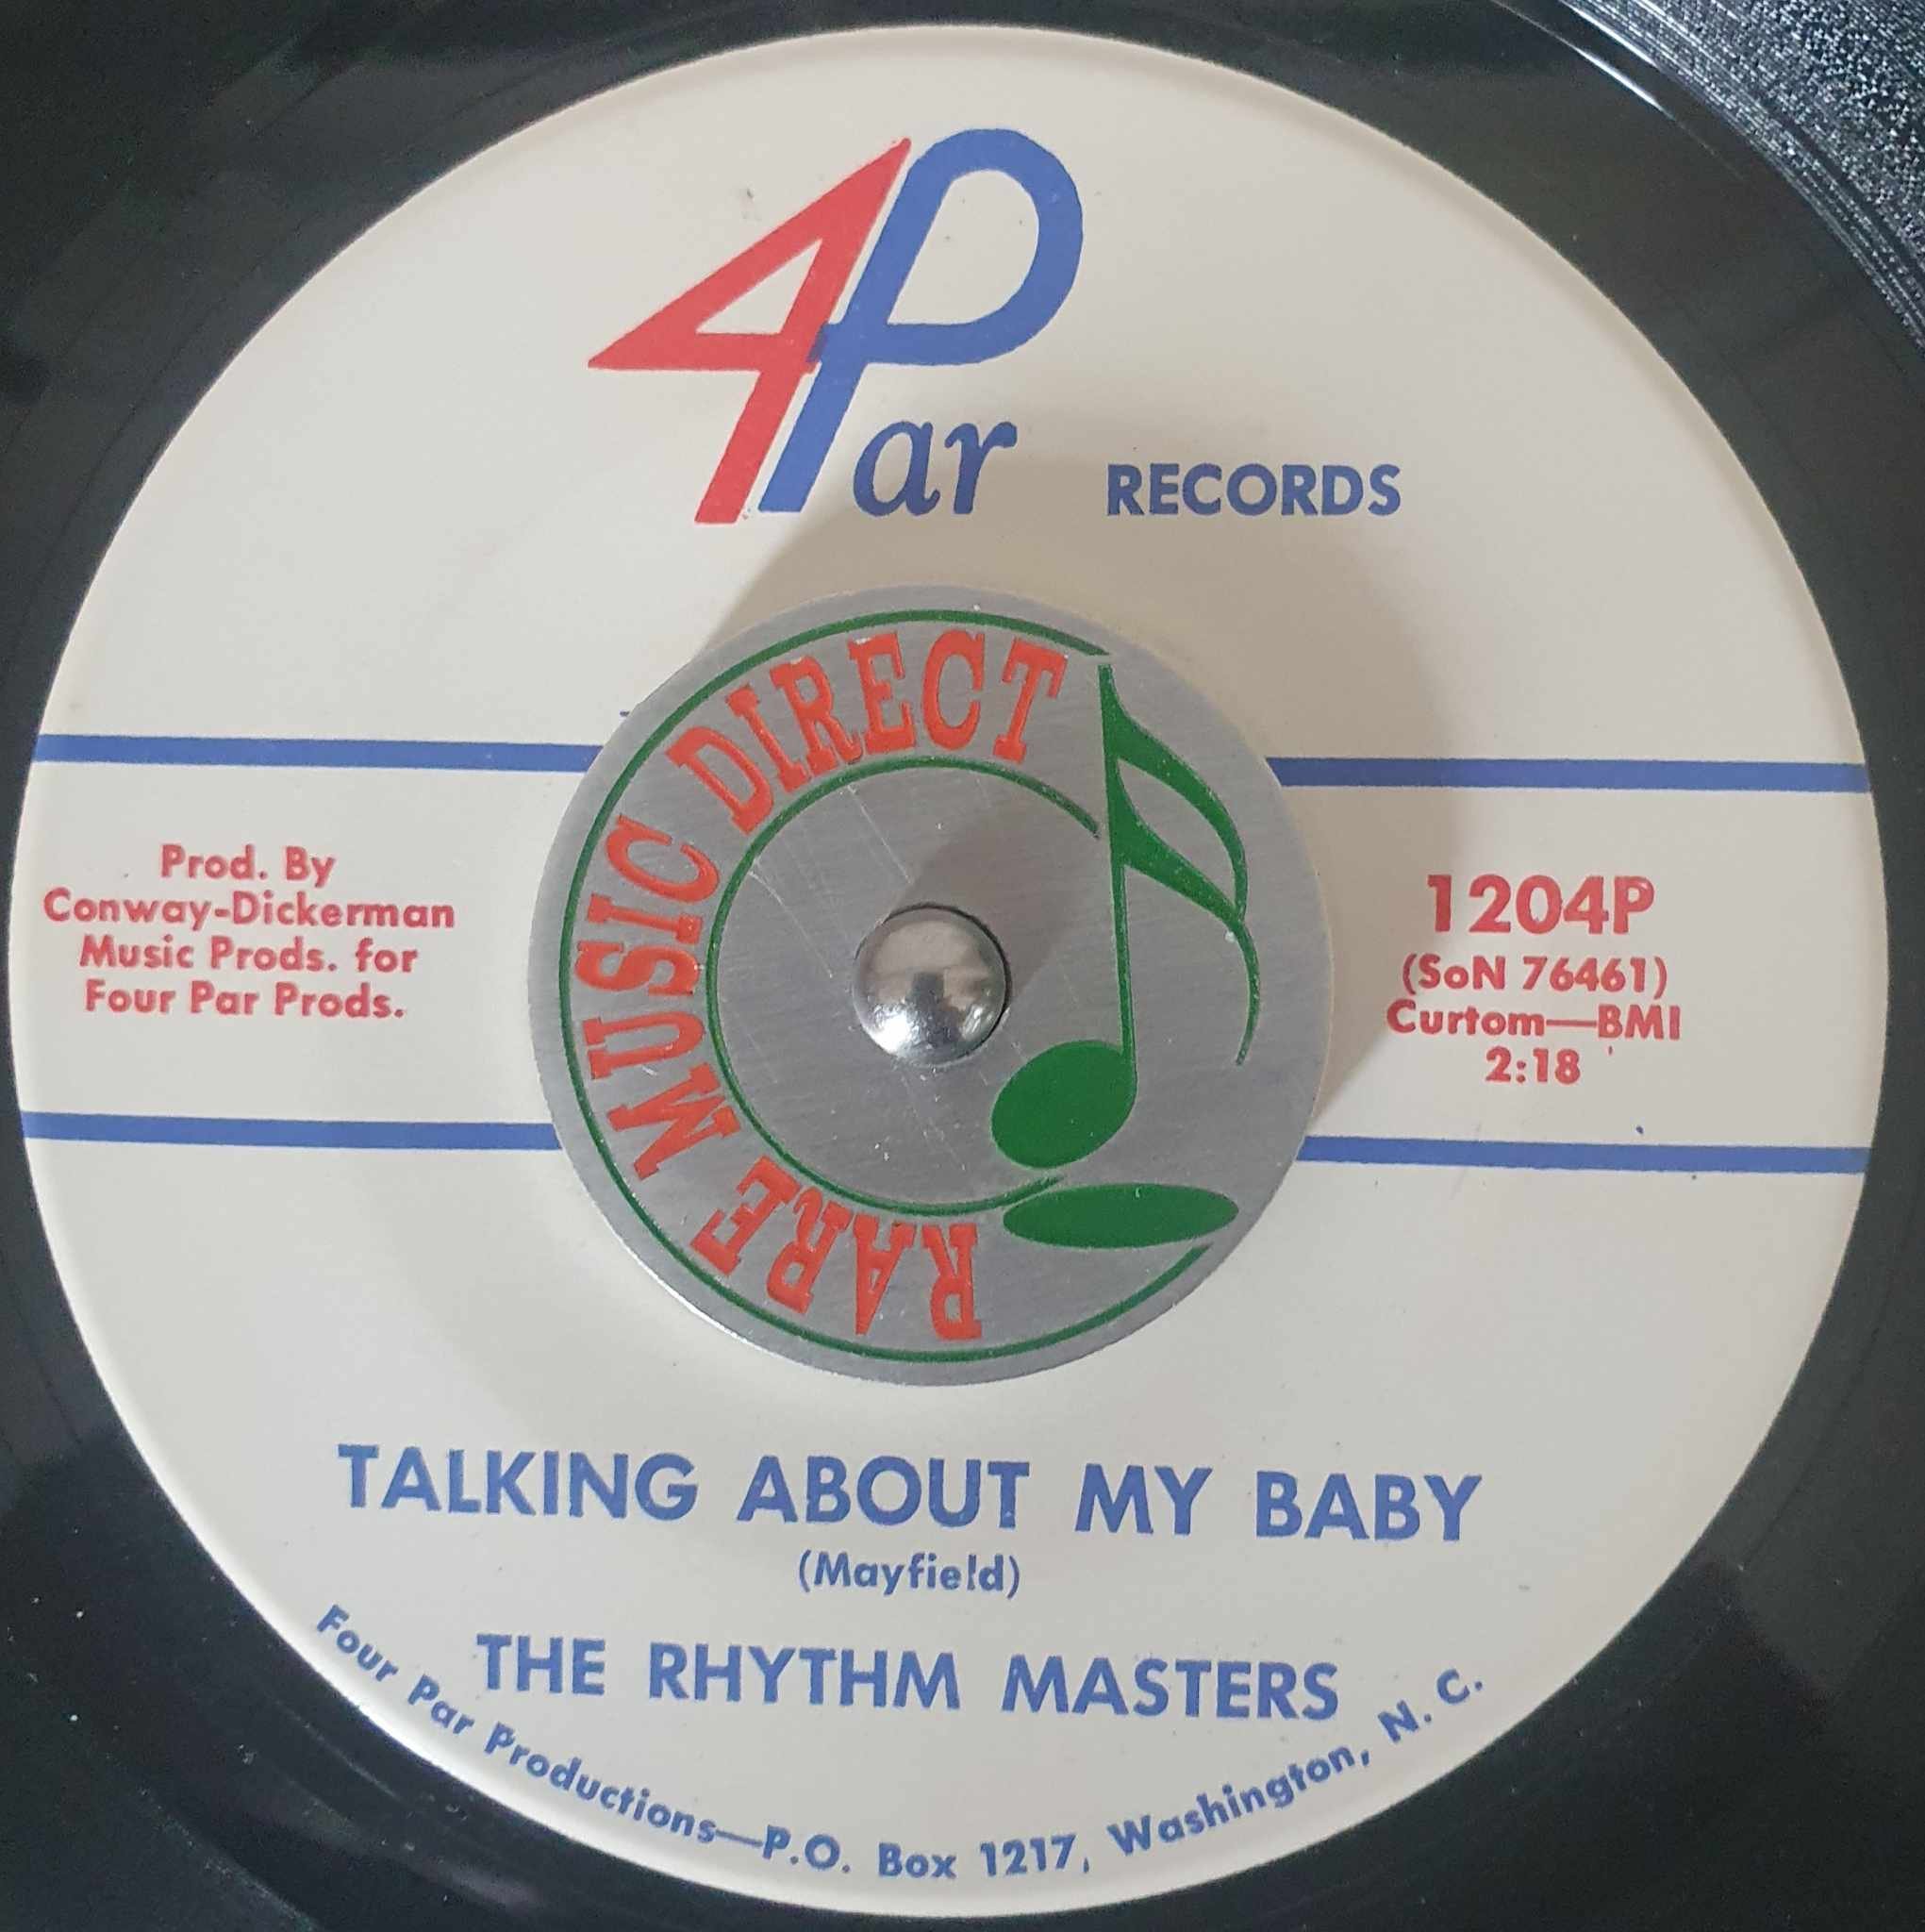 4Par RECORDS
RARE MUSIC DIRECT
Prod. By
Conway-Dickerman
Music Prods. for
Four Par Prods.
1204P
(SoN 76461)
Curtom—BMI
2:18
TALKING ABOUT MY BABY
(Mayfield)
THE RHYTHM MASTERS
Four Par Productions—P.O. Box 1217, Washington, N. C.